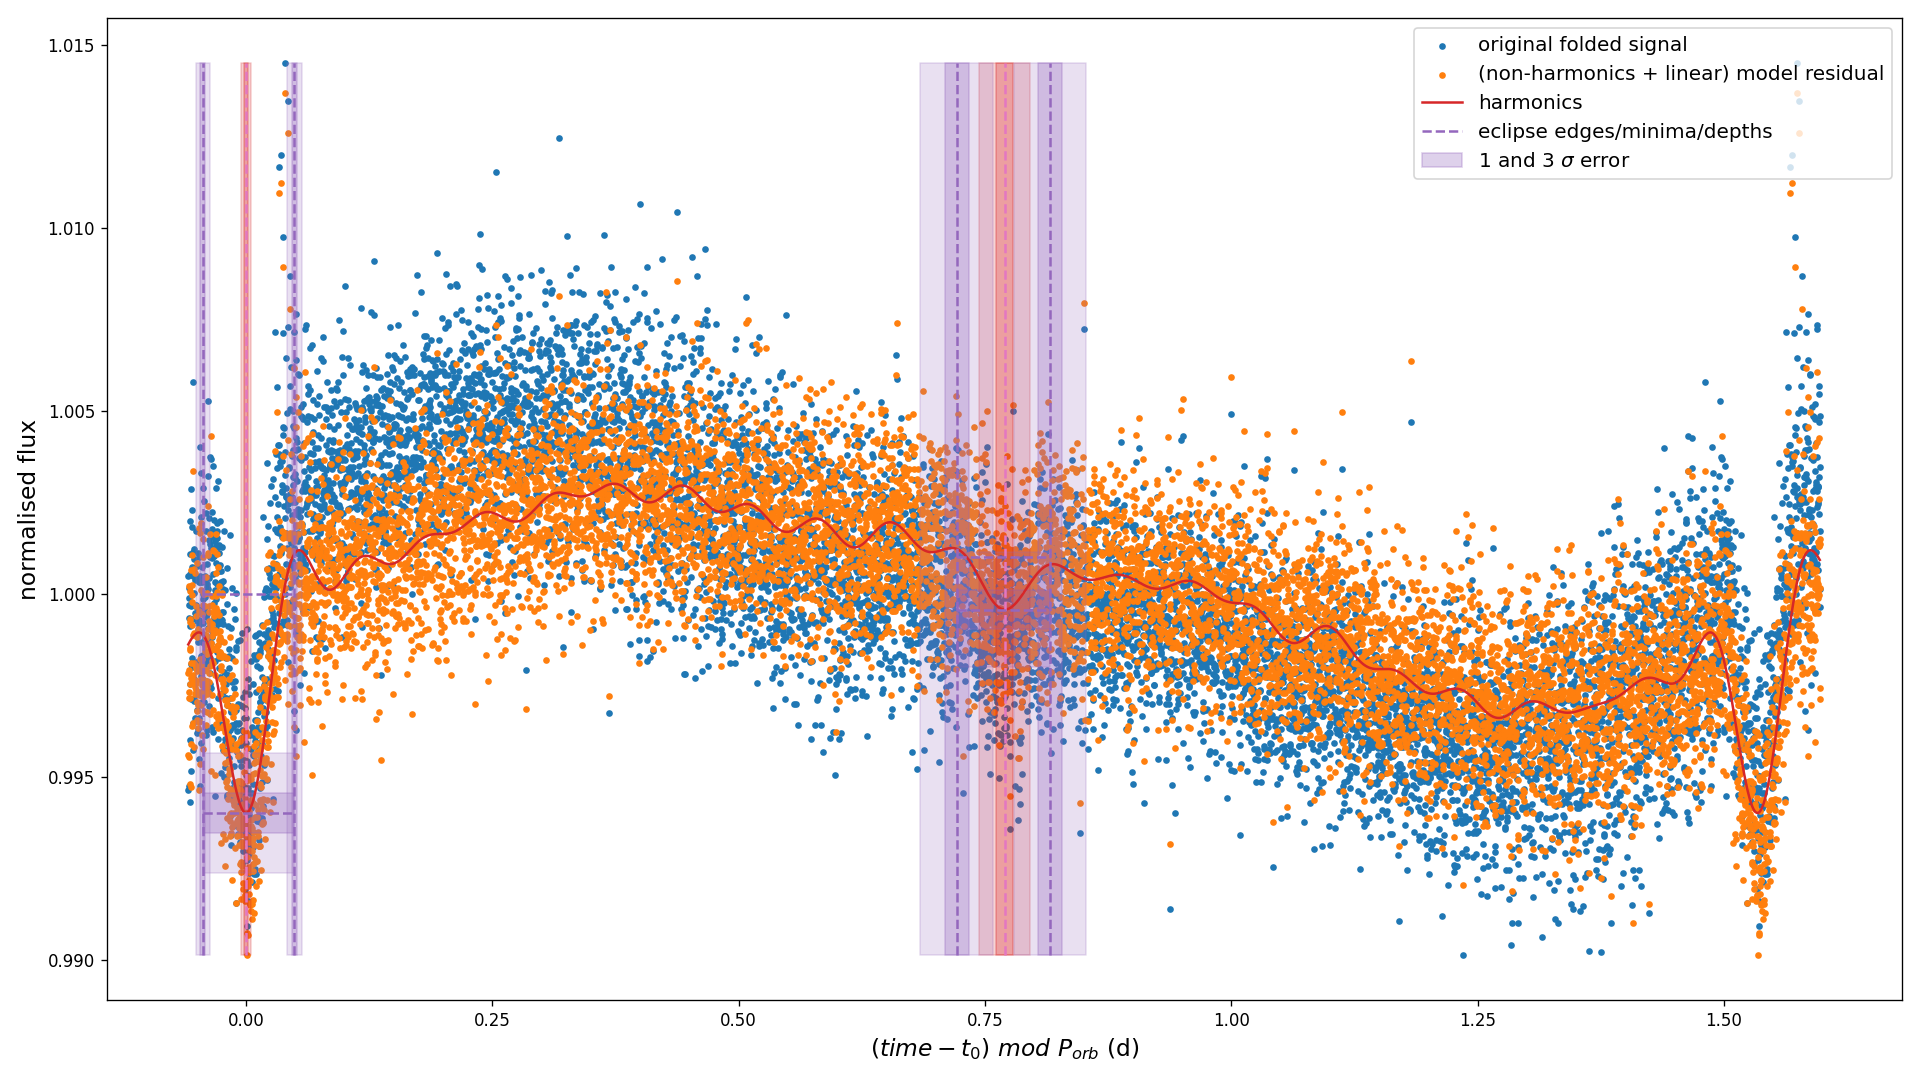 normalised flux
1.015
1.010
1.005
1.000
0.995
0.990
original folded signal
(non-harmonics + linear) model residual
harmonics
eclipse edges/minima/depths
1 and 3 σ error
0.00 0.25 0.50 0.75 1.00 1.25 1.50
(time − t₀) mod Pₒᵣb (d)